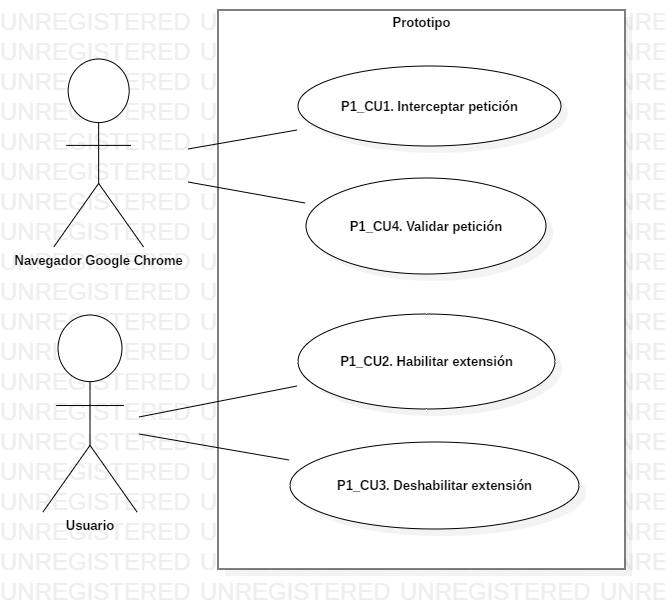 Prototipo
P1_CU1. Interceptar petición
P1_CU4. Validar petición
Navegador Google Chrome
P1_CU2. Habilitar extensión
P1_CU3. Deshabilitar extensión
Usuario
UNREGISTERED UNREGISTERED UNREGISTERED UNREGISTERED